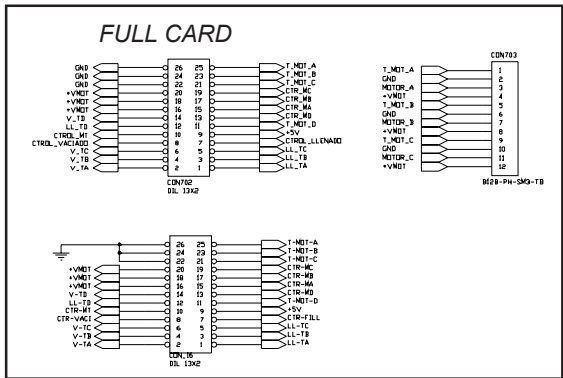 FULL CARD
GND 26 25 T_MOT_A
GND 24 23 T_MOT_B
GND 22 21 T_MOT_C
+VMOT 20 19 CTR_MC
+VMOT 18 17 CTR_MB
+VMOT 16 15 CTR_MA
V_TD 14 13 CTR_MD
LL_TD 12 11 T_MOT_D
CTROL_MT 10 9 +5V
CTROL_VACIADO 8 7 CTROL_LLENADO
V_TC 6 5 LL_TC
V_TB 4 3 LL_TB
V_TA 2 1 LL_TA
CON702
DIL 13X2
CON703
T_MOT_A 1
GND 2
MOTOR_A 3
+VMOT 4
T_MOT_B 5
GND 6
MOTOR_B 7
+VMOT 8
T_MOT_C 9
GND 10
MOTOR_C 11
+VMOT 12
B12B-PH-SM3-TB
26 25 T-MOT-A
24 23 T-MOT-B
22 21 T-MOT-C
+VMOT 20 19 CTR-MC
+VMOT 18 17 CTR-MB
+VMOT 16 15 CTR-MA
V-TD 14 13 CTR-MD
LL-TD 12 11 T-MOT-D
CTR-MT 10 9 +5V
CTR-VACI 8 7 CTR-FILL
V-TC 6 5 LL-TC
V-TB 4 3 LL-TB
V-TA 2 1 LL-TA
CON_16
DIL 13X2